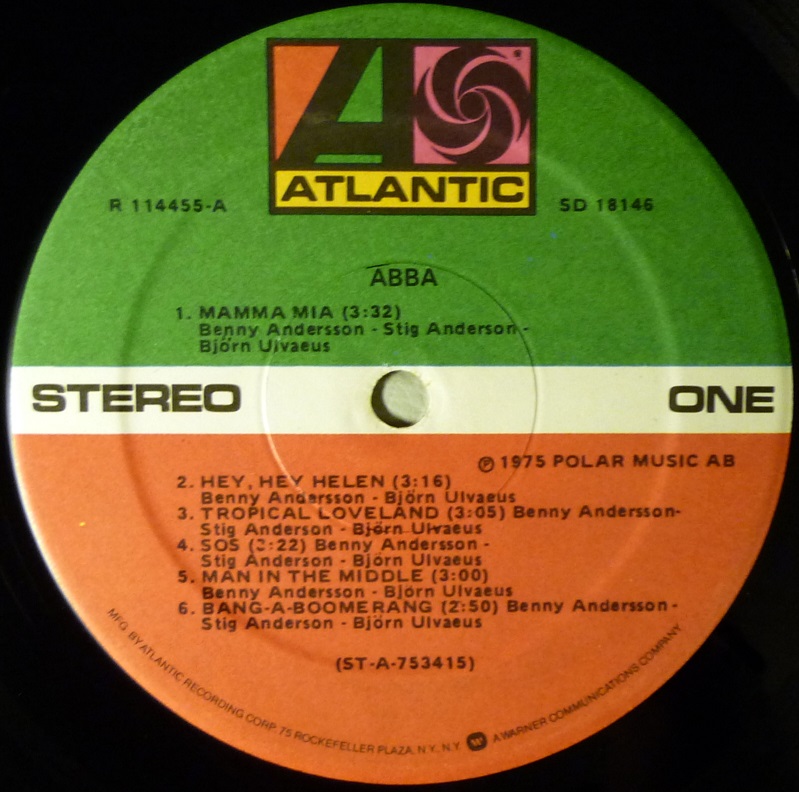 ATLANTIC
R 114455-A
SD 18146
ABBA
1. MAMMA MIA (3:32)
Benny Andersson - Stig Anderson -
Björn Ulvaeus
STEREO
ONE
℗ 1975 POLAR MUSIC AB
2. HEY, HEY HELEN (3:16)
Benny Andersson - Björn Ulvaeus
3. TROPICAL LOVELAND (3:05) Benny Andersson-
Stig Anderson - Björn Ulvaeus
4. SOS (3:22) Benny Andersson -
Stig Anderson - Björn Ulvaeus
5. MAN IN THE MIDDLE (3:00)
Benny Andersson - Björn Ulvaeus
6. BANG-A-BOOMERANG (2:50) Benny Andersson -
Stig Anderson - Björn Ulvaeus
(ST-A-753415)
MFG. BY ATLANTIC RECORDING CORP. 75 ROCKEFELLER PLAZA, N.Y., N.Y. A WARNER COMMUNICATIONS COMPANY